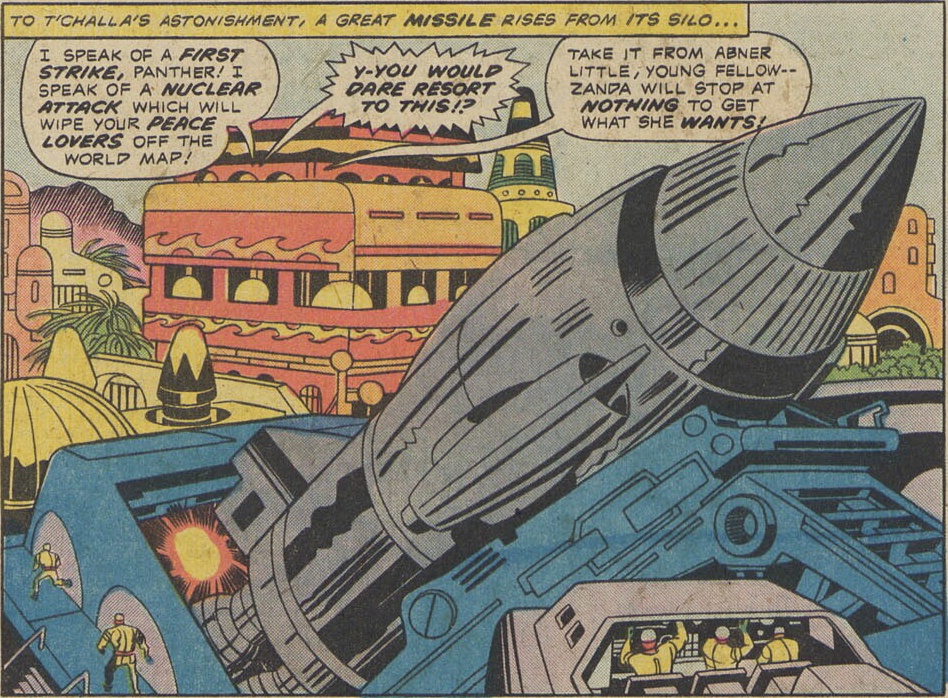 TO T'CHALLA'S ASTONISHMENT, A GREAT MISSILE RISES FROM ITS SILO...
I SPEAK OF A FIRST
STRIKE, PANTHER! I
SPEAK OF A NUCLEAR
ATTACK WHICH WILL
WIPE YOUR PEACE
LOVERS OFF THE
WORLD MAP!
Y-YOU WOULD
DARE RESORT
TO THIS!?
TAKE IT FROM ABNER
LITTLE, YOUNG FELLOW--
ZANDA WILL STOP AT
NOTHING TO GET
WHAT SHE WANTS!